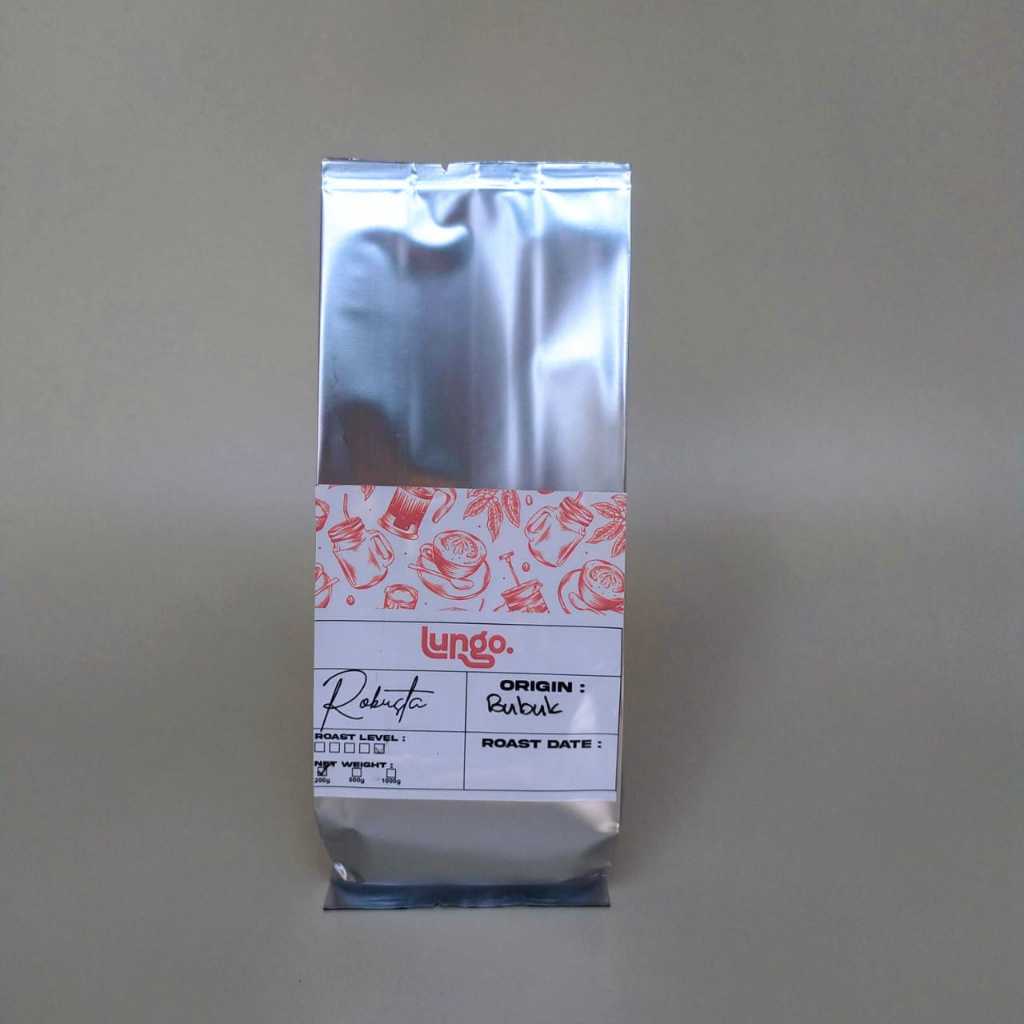 lungo.
Robusta
ORIGIN :
Bubuk
ROAST LEVEL :
ROAST DATE :
NET WEIGHT :
200g 500g 1000g